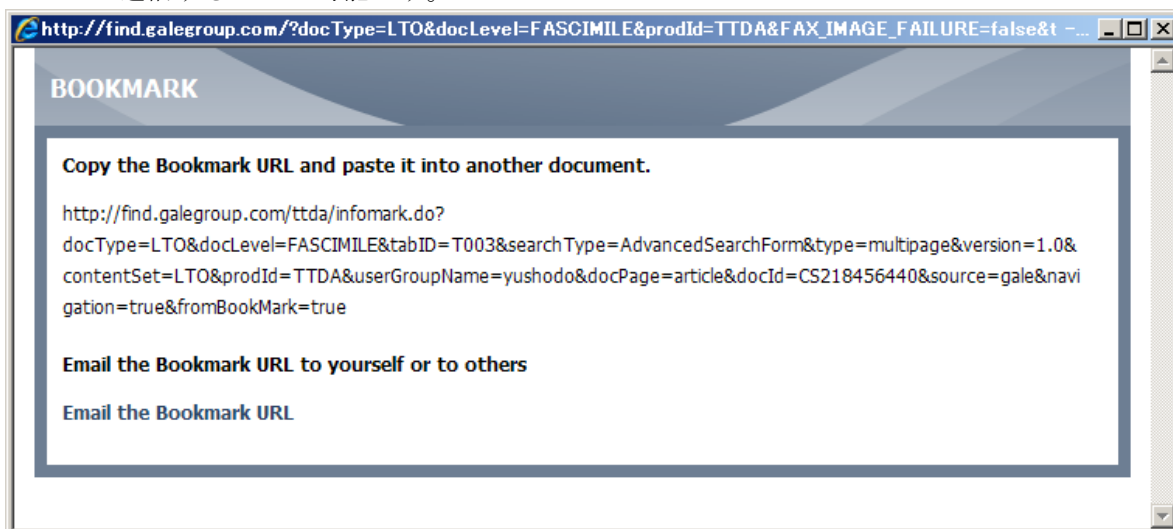 http://find.galegroup.com/?docType=LTO&docLevel=FASCIMILE&prodId=TTDA&FAX_IMAGE_FAILURE=false&t -...
BOOKMARK
Copy the Bookmark URL and paste it into another document.
http://find.galegroup.com/ttda/infomark.do?
docType=LTO&docLevel=FASCIMILE&tabID=T003&searchType=AdvancedSearchForm&type=multipage&version=1.0&
contentSet=LTO&prodId=TTDA&userGroupName=yushodo&docPage=article&docId=CS218456440&source=gale&navi
gation=true&fromBookMark=true
Email the Bookmark URL to yourself or to others
Email the Bookmark URL